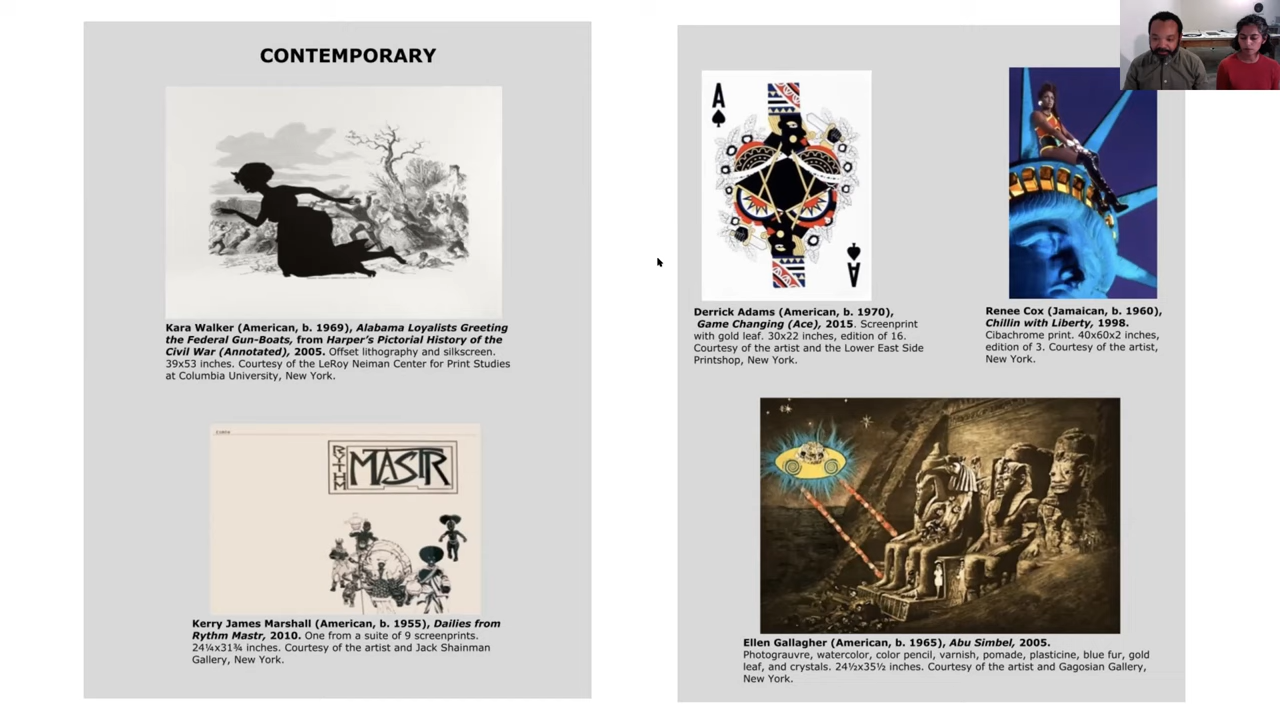 CONTEMPORARY
Kara Walker (American, b. 1969), Alabama Loyalists Greeting
the Federal Gun-Boats, from Harper's Pictorial History of the
Civil War (Annotated), 2005. Offset lithography and silkscreen.
39x53 inches. Courtesy of the LeRoy Neiman Center for Print Studies
at Columbia University, New York.
RYTHM
MASTR
Kerry James Marshall (American, b. 1955), Dailies from
Rythm Mastr, 2010. One from a suite of 9 screenprints.
24¼x31¾ inches. Courtesy of the artist and Jack Shainman
Gallery, New York.
A
A
Derrick Adams (American, b. 1970),
Game Changing (Ace), 2015. Screenprint
with gold leaf. 30x22 inches, edition of 16.
Courtesy of the artist and the Lower East Side
Printshop, New York.
Renee Cox (Jamaican, b. 1960),
Chillin with Liberty, 1998.
Cibachrome print. 40x60x2 inches,
edition of 3. Courtesy of the artist,
New York.
Ellen Gallagher (American, b. 1965), Abu Simbel, 2005.
Photograuvre, watercolor, color pencil, varnish, pomade, plasticine, blue fur, gold
leaf, and crystals. 24½x35½ inches. Courtesy of the artist and Gagosian Gallery,
New York.